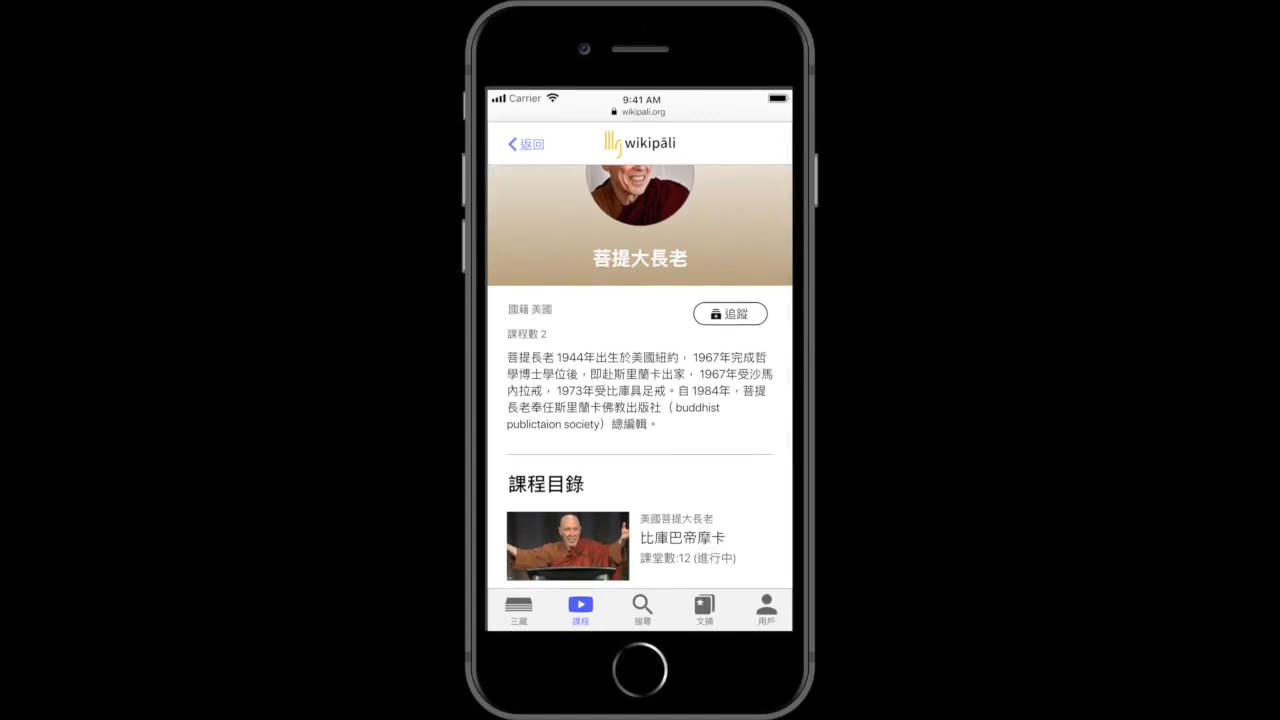 Carrier
9:41 AM
wikipali.org
返回
wikipāli
菩提大長老
國籍 美國
追蹤
課程數 2
菩提長老 1944年出生於美國紐約， 1967年完成哲
學博士學位後，即赴斯里蘭卡出家， 1967年受沙馬
內拉戒， 1973年受比庫具足戒。自 1984年，菩提
長老奉任斯里蘭卡佛教出版社（ buddhist
publictaion society）總編輯。
課程目錄
美國菩提大長老
比庫巴帝摩卡
課堂數:12 (進行中)
三藏
課程
搜尋
文摘
用戶